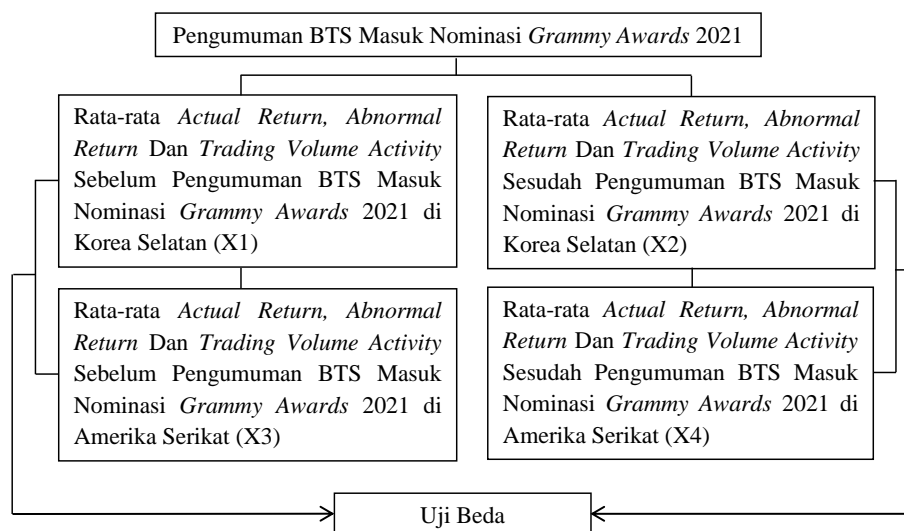 Pengumuman BTS Masuk Nominasi Grammy Awards 2021
Rata-rata Actual Return, Abnormal
Return Dan Trading Volume Activity
Sebelum Pengumuman BTS Masuk
Nominasi Grammy Awards 2021 di
Korea Selatan (X1)
Rata-rata Actual Return, Abnormal
Return Dan Trading Volume Activity
Sesudah Pengumuman BTS Masuk
Nominasi Grammy Awards 2021 di
Korea Selatan (X2)
Rata-rata Actual Return, Abnormal
Return Dan Trading Volume Activity
Sebelum Pengumuman BTS Masuk
Nominasi Grammy Awards 2021 di
Amerika Serikat (X3)
Rata-rata Actual Return, Abnormal
Return Dan Trading Volume Activity
Sesudah Pengumuman BTS Masuk
Nominasi Grammy Awards 2021 di
Amerika Serikat (X4)
Uji Beda